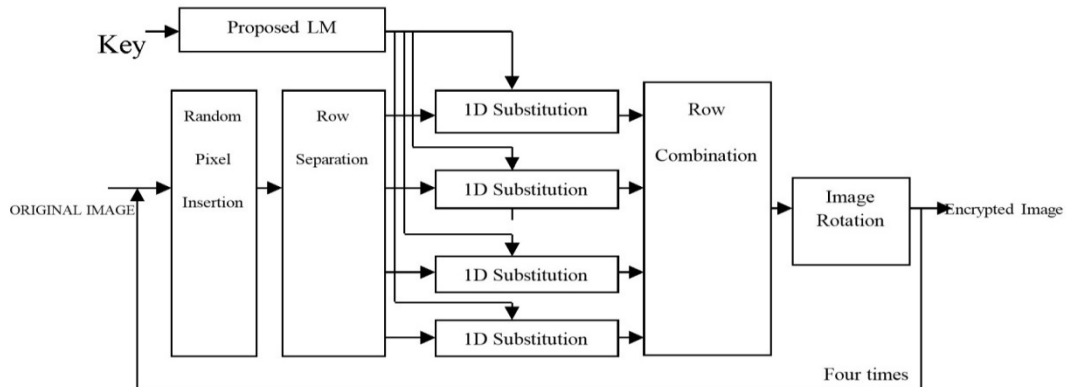 Key
Proposed LM
ORIGINAL IMAGE
Random
Pixel
Insertion
Row
Separation
1D Substitution
1D Substitution
1D Substitution
1D Substitution
Row
Combination
Image
Rotation
Encrypted Image
Four times